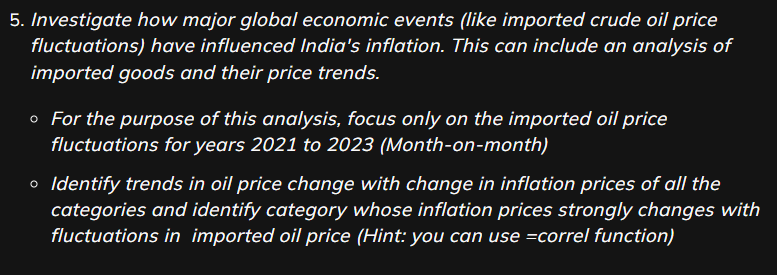 5. Investigate how major global economic events (like imported crude oil price
fluctuations) have influenced India's inflation. This can include an analysis of
imported goods and their price trends.
For the purpose of this analysis, focus only on the imported oil price
fluctuations for years 2021 to 2023 (Month-on-month)
Identify trends in oil price change with change in inflation prices of all the
categories and identify category whose inflation prices strongly changes with
fluctuations in imported oil price (Hint: you can use =correl function)